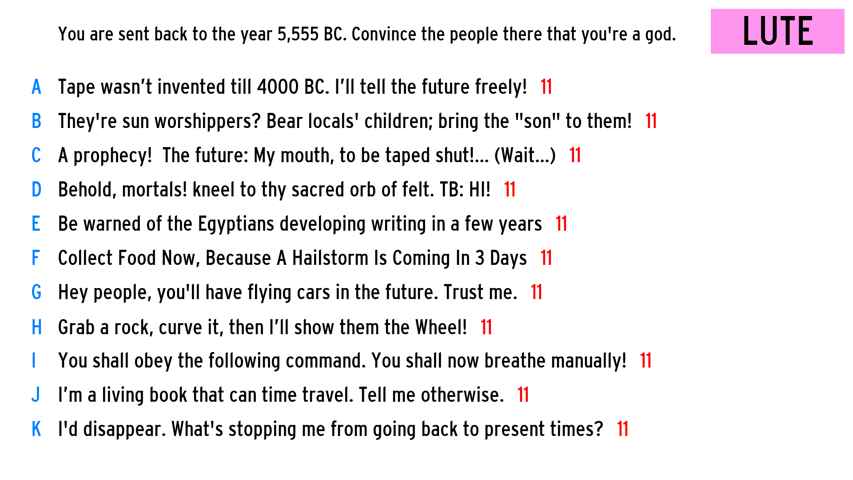 You are sent back to the year 5,555 BC. Convince the people there that you're a god.
LUTE
A Tape wasn’t invented till 4000 BC. I’ll tell the future freely! 11
B They're sun worshippers? Bear locals' children; bring the "son" to them! 11
C A prophecy! The future: My mouth, to be taped shut!... (Wait...) 11
D Behold, mortals! kneel to thy sacred orb of felt. TB: HI! 11
E Be warned of the Egyptians developing writing in a few years 11
F Collect Food Now, Because A Hailstorm Is Coming In 3 Days 11
G Hey people, you'll have flying cars in the future. Trust me. 11
H Grab a rock, curve it, then I’ll show them the Wheel! 11
I You shall obey the following command. You shall now breathe manually! 11
J I’m a living book that can time travel. Tell me otherwise. 11
K I'd disappear. What's stopping me from going back to present times? 11